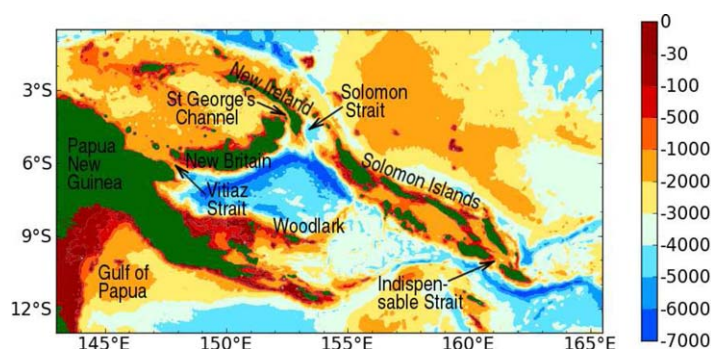 3°S
6°S
9°S
12°S
145°E
150°E
155°E
160°E
165°E
New Ireland
St George's
Channel
Solomon
Strait
Papua
New
Guinea
New Britain
Vitiaz
Strait
Solomon Islands
Woodlark
Gulf of
Papua
Indispen-
sable Strait
0
-30
-100
-500
-1000
-2000
-3000
-4000
-5000
-6000
-7000